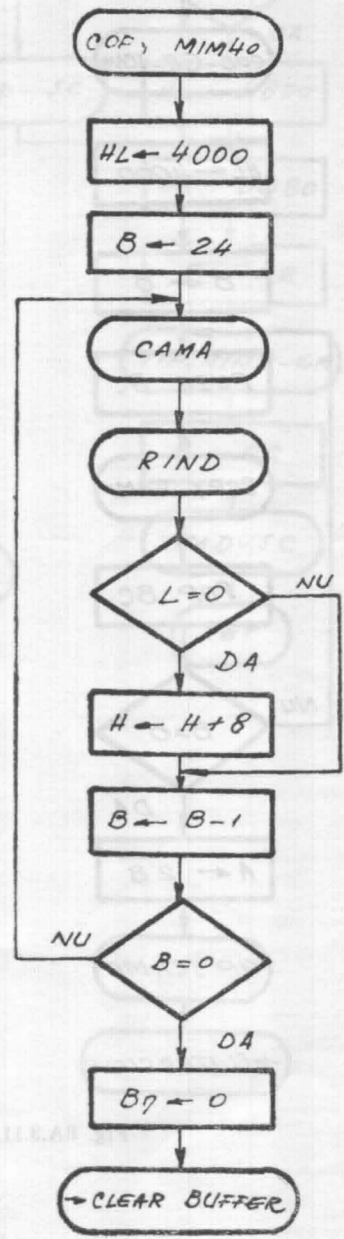 COF, MIM40
HL ← 4000
B ← 24
CAMA
RIND
L=0
NU
DA
H ← H+8
B ← B-1
B=0
NU
DA
B7 ← 0
→ CLEAR BUFFER